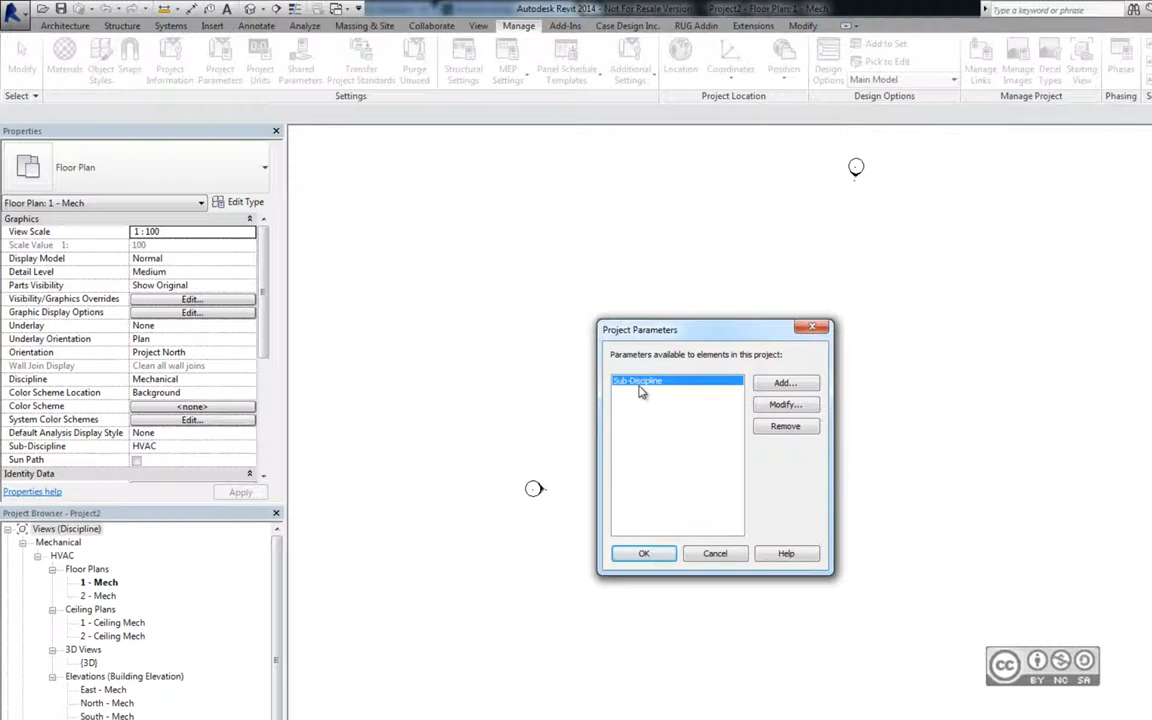 Autodesk Revit 2014 - Not For Resale Version - Project2 - Floor Plan: 1 - Mech
Type a keyword or phrase
Architecture Structure Systems Insert Annotate Analyze Massing & Site Collaborate View Manage Add-Ins Case Design Inc. RUG Addin Extensions Modify
Modify
Materials
Object Styles
Snaps
Project Information
Project Parameters
Project Units
Shared Parameters
Transfer Project Standards
Purge Unused
Structural Settings
MEP Settings
Panel Schedule
Additional Settings
Location
Coordinates
Position
Design Options
Add to Set
Pick to Edit
Main Model
Manage Links
Manage Images
Decal Types
Starting View
Phases
Select
Settings
Project Location
Design Options
Manage Project
Phasing
Properties
Floor Plan
Floor Plan: 1 - Mech
Edit Type
Graphics
View Scale 1 : 100
Scale Value 1: 100
Display Model Normal
Detail Level Medium
Parts Visibility Show Original
Visibility/Graphics Overrides Edit...
Graphic Display Options Edit...
Underlay None
Underlay Orientation Plan
Orientation Project North
Wall Join Display Clean all wall joins
Discipline Mechanical
Color Scheme Location Background
Color Scheme <none>
System Color Schemes Edit...
Default Analysis Display Style None
Sub-Discipline HVAC
Sun Path
Identity Data
Properties help
Apply
Project Browser - Project2
Views (Discipline)
Mechanical
HVAC
Floor Plans
1 - Mech
2 - Mech
Ceiling Plans
1 - Ceiling Mech
2 - Ceiling Mech
3D Views
{3D}
Elevations (Building Elevation)
East - Mech
North - Mech
South - Mech
Project Parameters
Parameters available to elements in this project:
Sub-Discipline
Add...
Modify...
Remove
OK
Cancel
Help
cc
BY NC SA